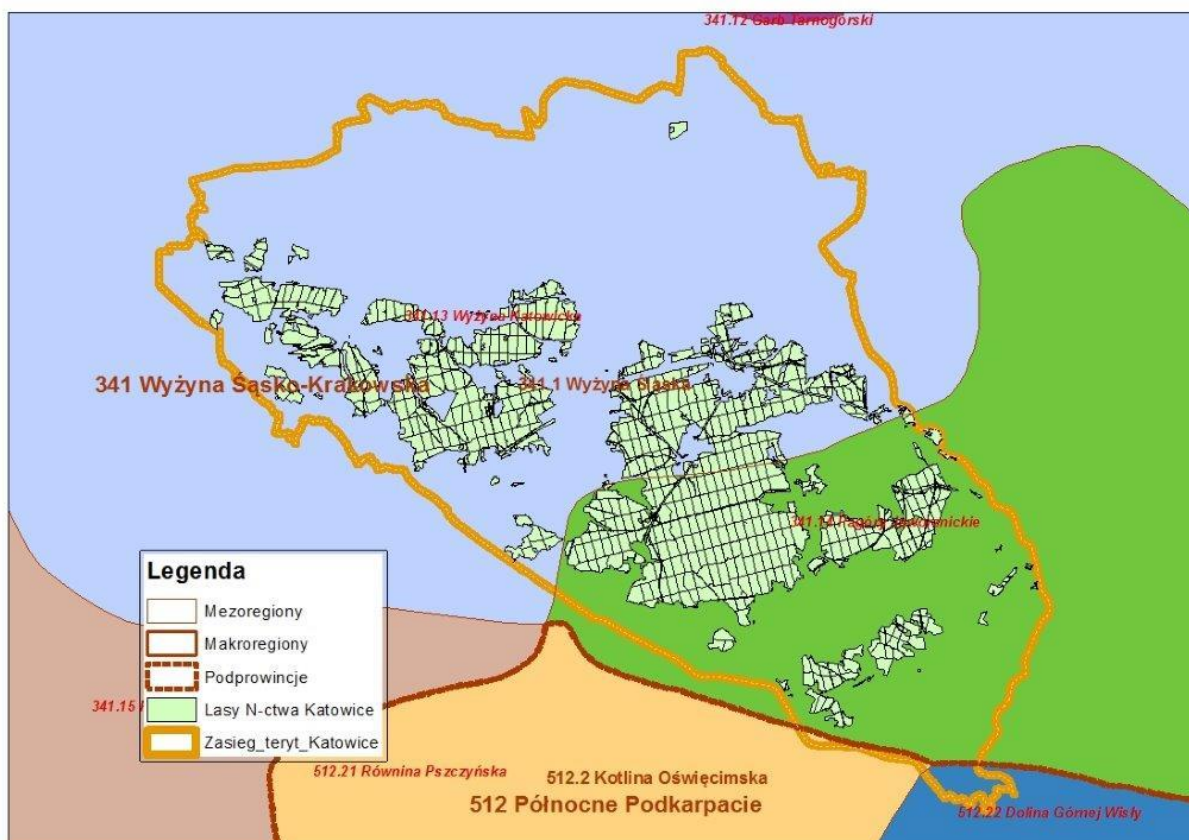 341.12 Garb Tarnogórski
341.13 Wyżyna Katowicka
341 Wyżyna Śąsko-Krakowska
341.1 Wyżyna Śląska
341.14 Pagóry Jaworznickie
Legenda
Mezoregiony
Makroregiony
Podprowincje
Lasy N-ctwa Katowice
Zasieg_teryt_Katowice
341.15
512.21 Równina Pszczyńska
512.2 Kotlina Oświęcimska
512 Północne Podkarpacie
512.22 Dolina Górnej Wisły